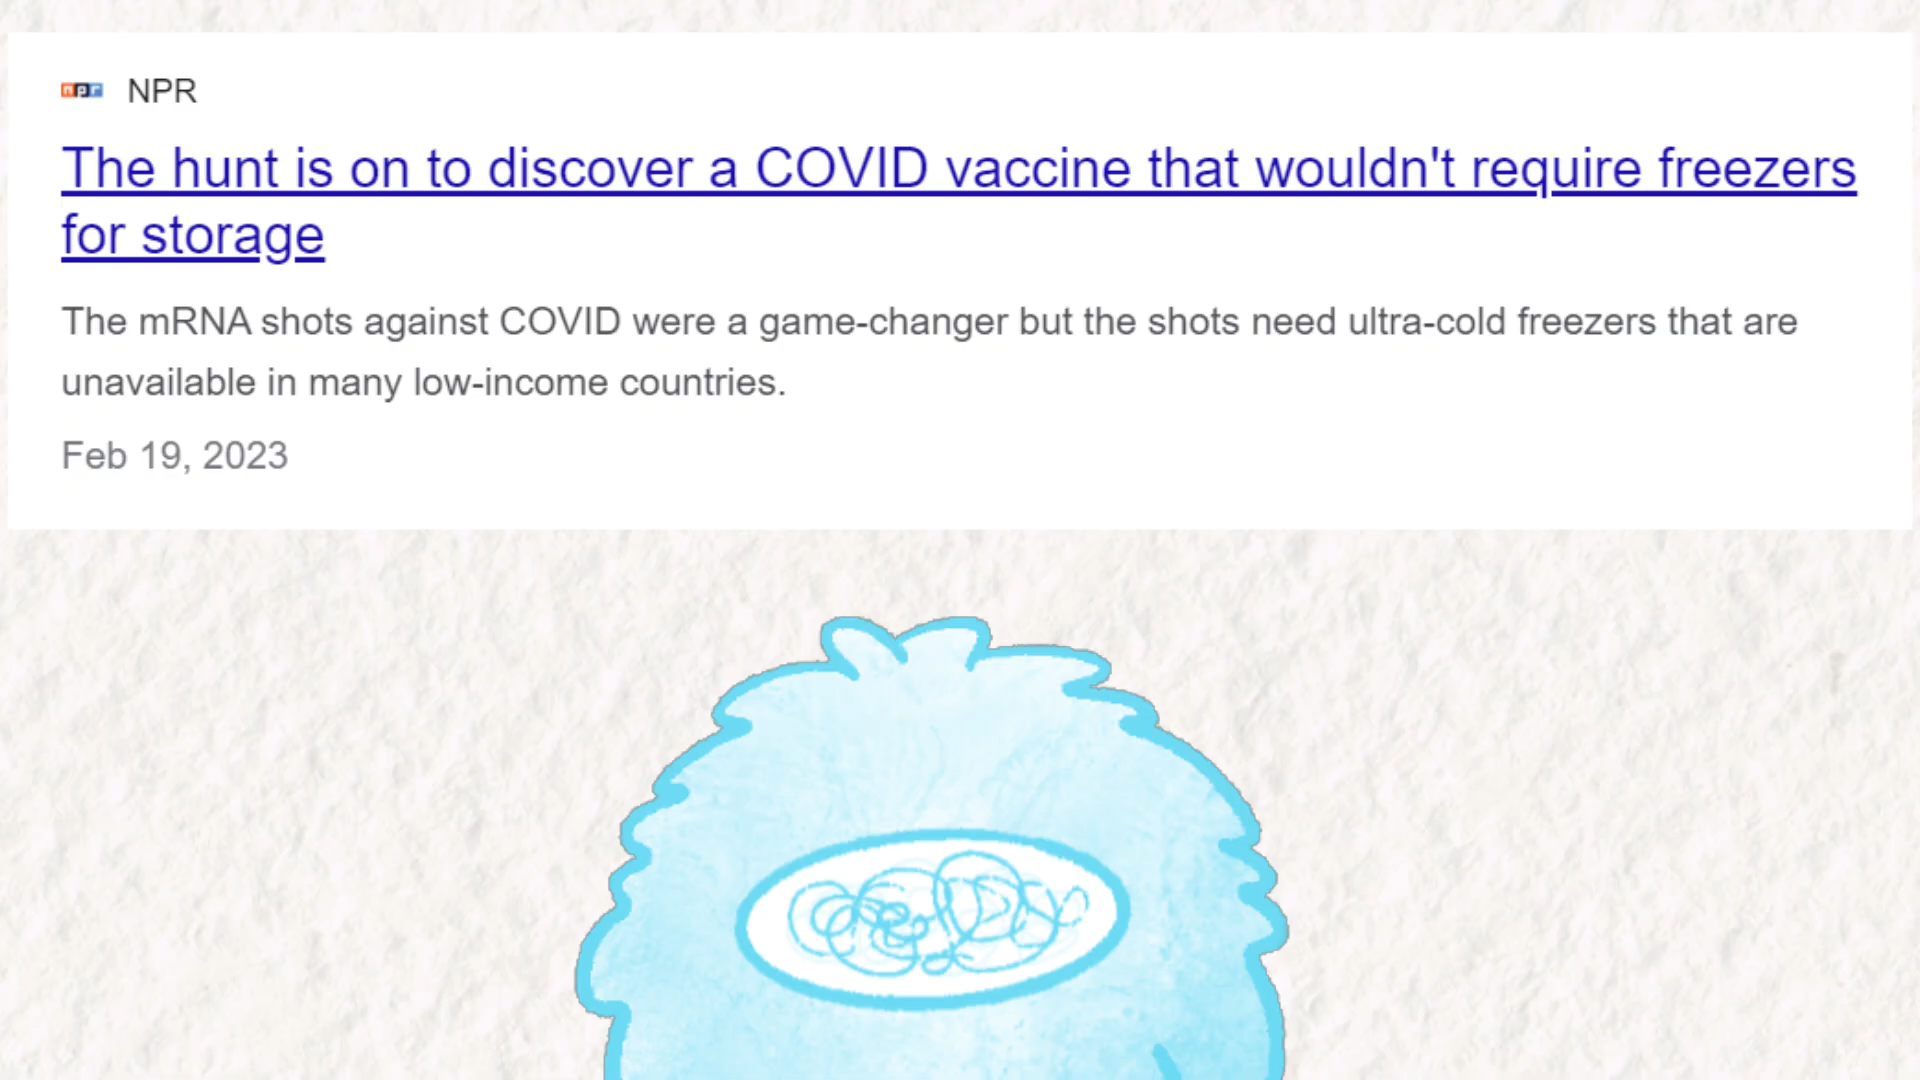 npr NPR
The hunt is on to discover a COVID vaccine that wouldn't require freezers
for storage
The mRNA shots against COVID were a game-changer but the shots need ultra-cold freezers that are
unavailable in many low-income countries.
Feb 19, 2023